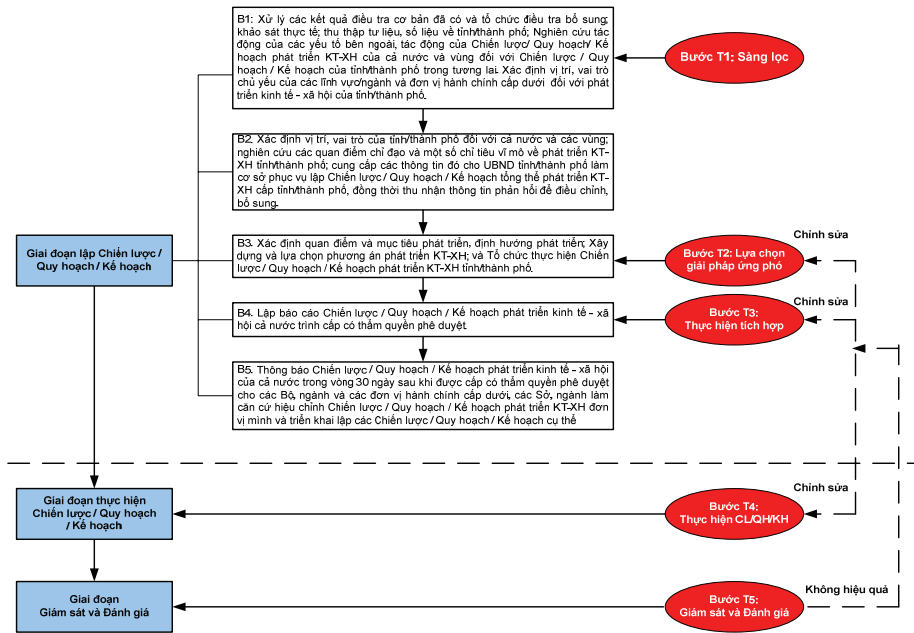 B1: Xử lý các kết quả điều tra cơ bản đã có và tổ chức điều tra bổ sung;
khảo sát thực tế; thu thập tư liệu, số liệu về tỉnh/thành phố; Nghiên cứu tác
động của các yếu tố bên ngoài, tác động của Chiến lược/ Quy hoạch/ Kế
hoạch phát triển KT-XH của cả nước và vùng đối với Chiến lược / Quy
hoạch / Kế hoạch của tỉnh/thành phố trong tương lai. Xác định vị trí, vai trò
chủ yếu của các lĩnh vực/ngành và đơn vị hành chính cấp dưới đối với phát
triển kinh tế - xã hội của tỉnh/thành phố.
Bước T1: Sàng lọc
B2. Xác định vị trí, vai trò của tỉnh/thành phố đối với cả nước và các vùng;
nghiên cứu các quan điểm chỉ đạo và một số chỉ tiêu vĩ mô về phát triển KT-
XH tỉnh/thành phố; cung cấp các thông tin đó cho UBND tỉnh/thành phố làm
cơ sở phục vụ lập Chiến lược / Quy hoạch / Kế hoạch tổng thể phát triển KT-
XH cấp tỉnh/thành phố, đồng thời thu nhận thông tin phản hồi để điều chỉnh,
bổ sung.
Giai đoạn lập Chiến lược /
Quy hoạch / Kế hoạch
B3. Xác định quan điểm và mục tiêu phát triển, định hướng phát triển; Xây
dựng và lựa chọn phương án phát triển KT-XH; và Tổ chức thực hiện Chiến
lược / Quy hoạch / Kế hoạch phát triển KT-XH tỉnh/thành phố.
Chỉnh sửa
Bước T2: Lựa chọn
giải pháp ứng phó
B4. Lập báo cáo Chiến lược / Quy hoạch / Kế hoạch phát triển kinh tế - xã
hội cả nước trình cấp có thẩm quyền phê duyệt.
Chỉnh sửa
Bước T3:
Thực hiện tích hợp
B5. Thông báo Chiến lược / Quy hoạch / Kế hoạch phát triển kinh tế - xã hội
của cả nước trong vòng 30 ngày sau khi được cấp có thẩm quyền phê duyệt
cho các Bộ, ngành và các đơn vị hành chính cấp dưới, các Sở, ngành làm
căn cứ hiệu chỉnh Chiến lược / Quy hoạch / Kế hoạch phát triển KT-XH đơn
vị mình và triển khai lập các Chiến lược / Quy hoạch / Kế hoạch cụ thể
Giai đoạn thực hiện
Chiến lược / Quy hoạch
/ Kế hoạch
Chỉnh sửa
Bước T4:
Thực hiện CL/QH/KH
Giai đoạn
Giám sát và Đánh giá
Không hiệu quả
Bước T5:
Giám sát và Đánh giá